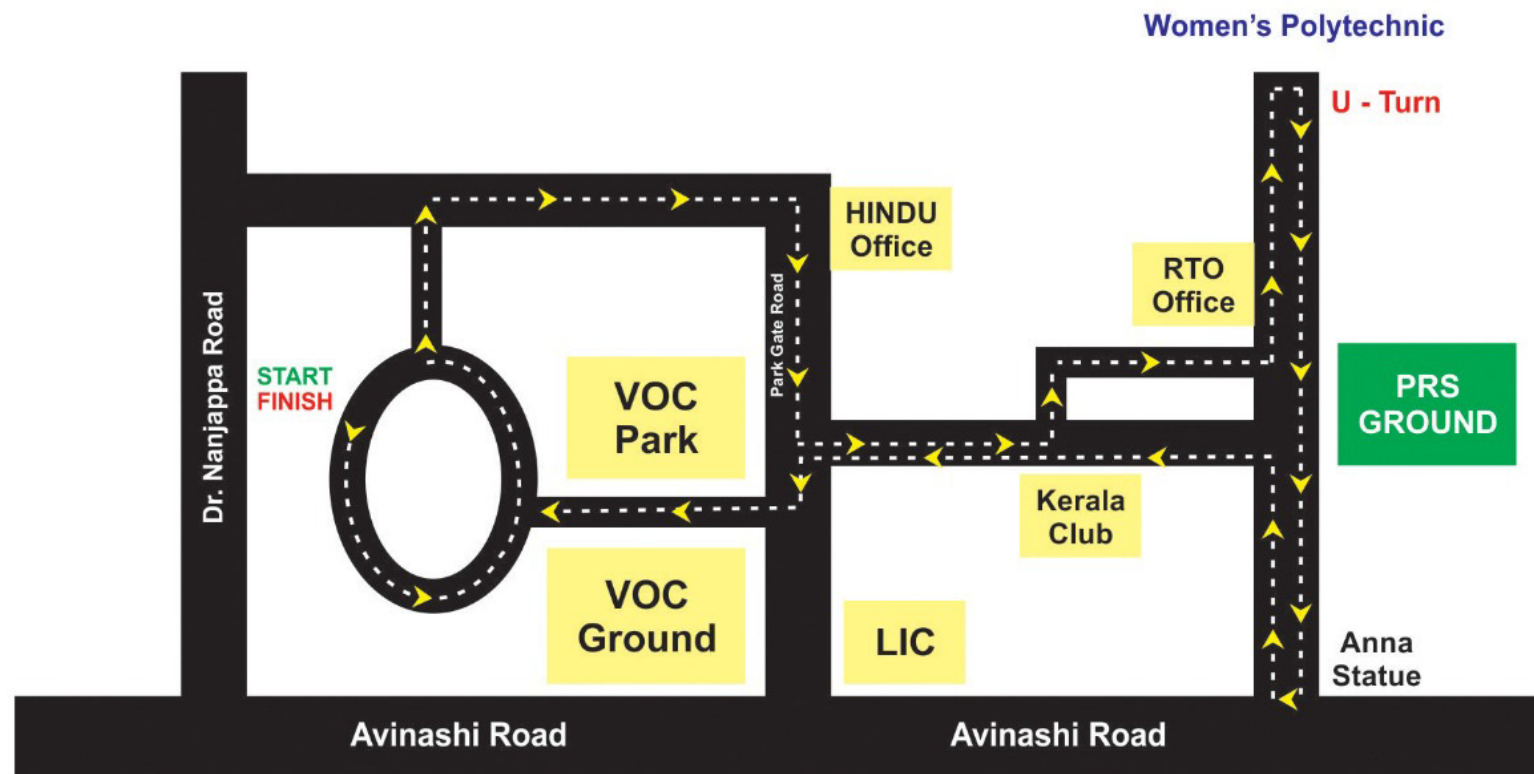 Women's Polytechnic
U - Turn
HINDU
Office
RTO
Office
Dr. Nanjappa Road
Park Gate Road
START
FINISH
VOC
Park
PRS
GROUND
Kerala
Club
VOC
Ground
LIC
Anna
Statue
Avinashi Road
Avinashi Road